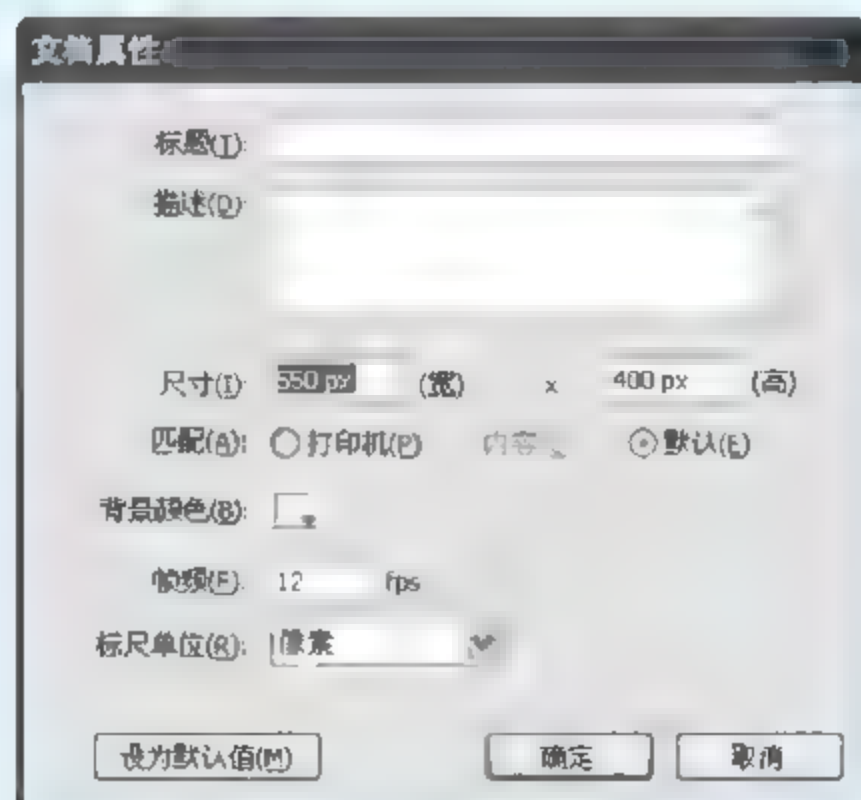 文档属性
标题(T):
描述(D):
尺寸(I): 550 px (宽) x 400 px (高)
匹配(A): 打印机(P) 内容 默认(E)
背景颜色(B):
帧频(F): 12 fps
标尺单位(R): 像素
设为默认值(M) 确定 取消